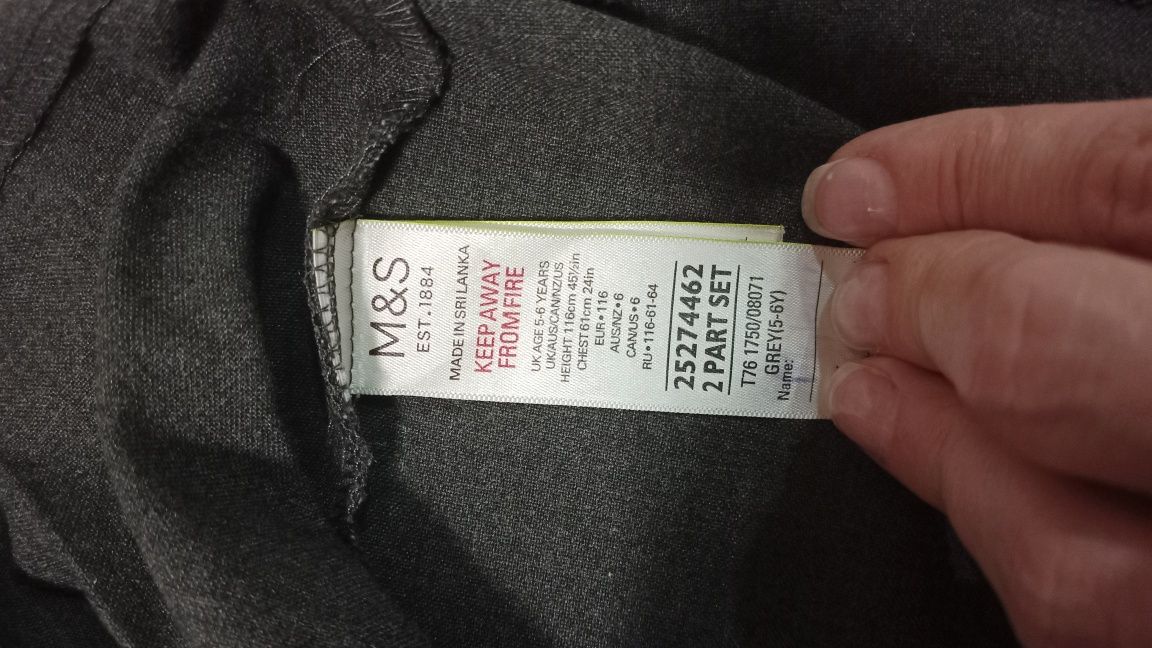 M&S
EST.1884
MADE IN SRI LANKA
KEEP AWAY
FROM FIRE
UK AGE 5-6 YEARS
UK/AUS/CAN/NZ/US
HEIGHT 116cm 45½in
CHEST 61cm 24in
EUR•116
AUS/NZ•6
CAN/US•6
RU•116-61-64
25274462
2 PART SET
T76 1750/08071
GREY(5-6Y)
Name: